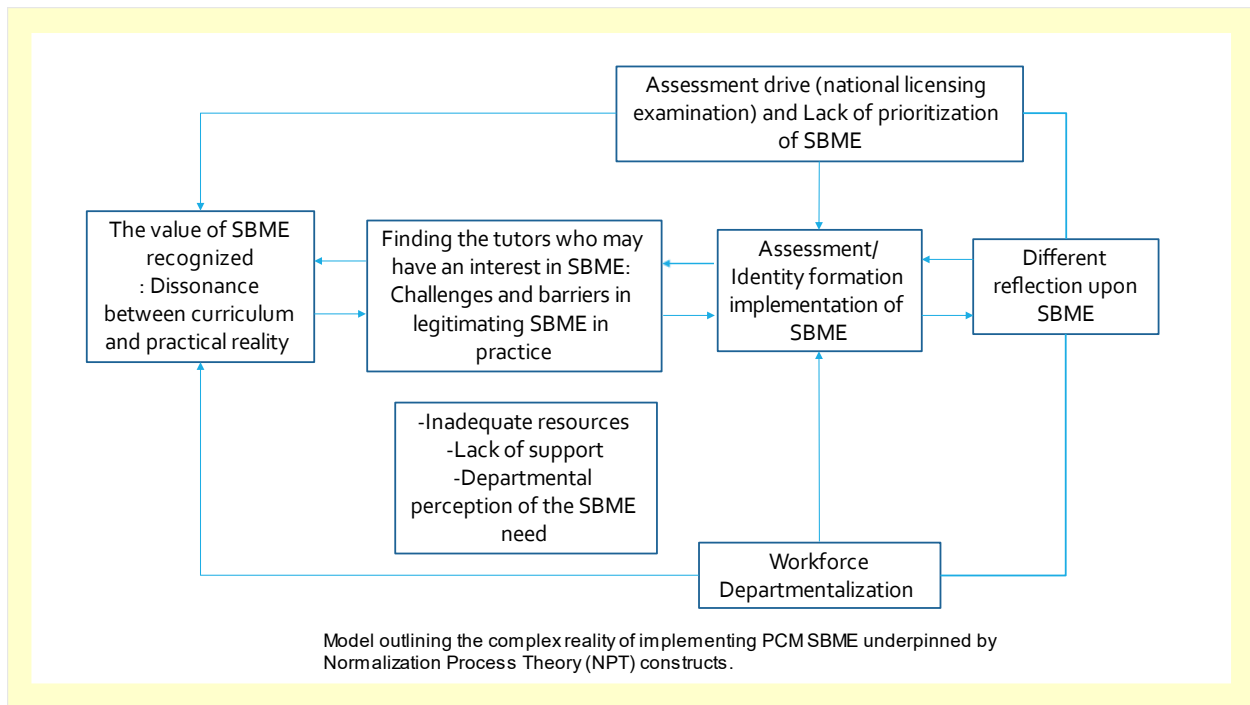 Assessment drive (national licensing
examination) and Lack of prioritization
of SBME
The value of SBME
recognized
: Dissonance
between curriculum
and practical reality
Finding the tutors who may
have an interest in SBME:
Challenges and barriers in
legitimating SBME in
practice
Assessment/
Identity formation
implementation of
SBME
Different
reflection upon
SBME
-Inadequate resources
-Lack of support
-Departmental
perception of the SBME
need
Workforce
Departmentalization
Model outlining the complex reality of implementing PCM SBME underpinned by
Normalization Process Theory (NPT) constructs.